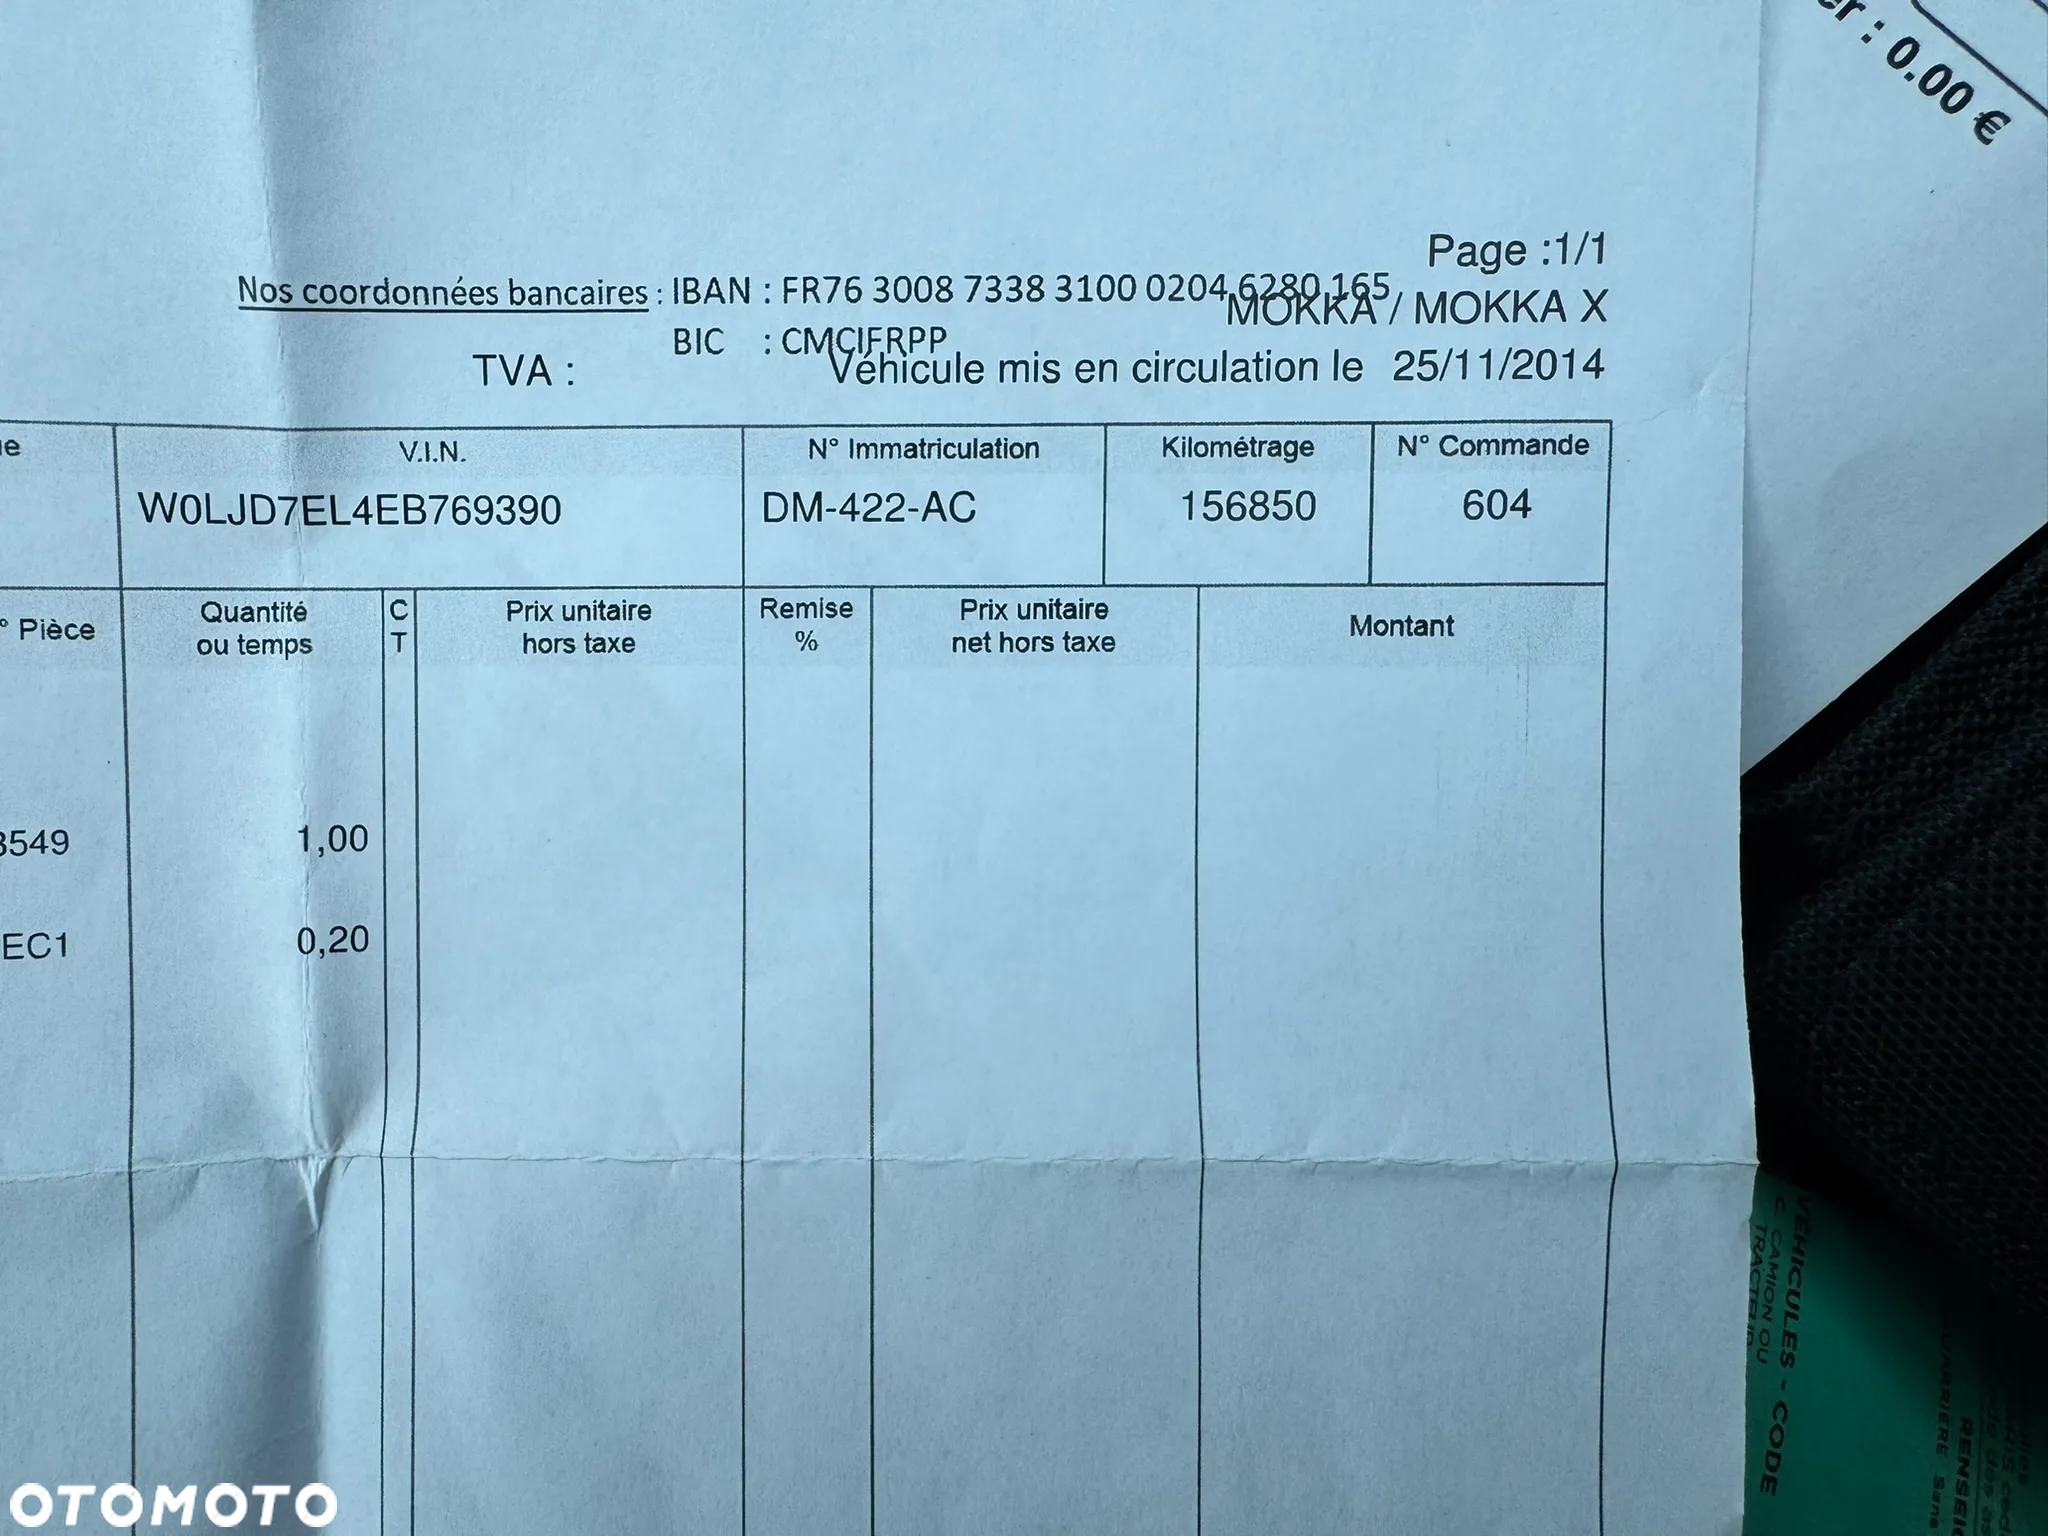 er : 0.00 €
Page :1/1
Nos coordonnées bancaires : IBAN : FR76 3008 7338 3100 0204 6280 165
MOKKA / MOKKA X
BIC : CMCIFRPP
TVA : Véhicule mis en circulation le 25/11/2014
V.I.N. N° Immatriculation Kilométrage N° Commande
W0LJD7EL4EB769390 DM-422-AC 156850 604
° Pièce Quantité ou temps C T Prix unitaire hors taxe Remise % Prix unitaire net hors taxe Montant
3549 1,00
EC1 0,20
VÉHICULES - CODE
C. CAMION OU
TRACTEUR
OTOMOTO